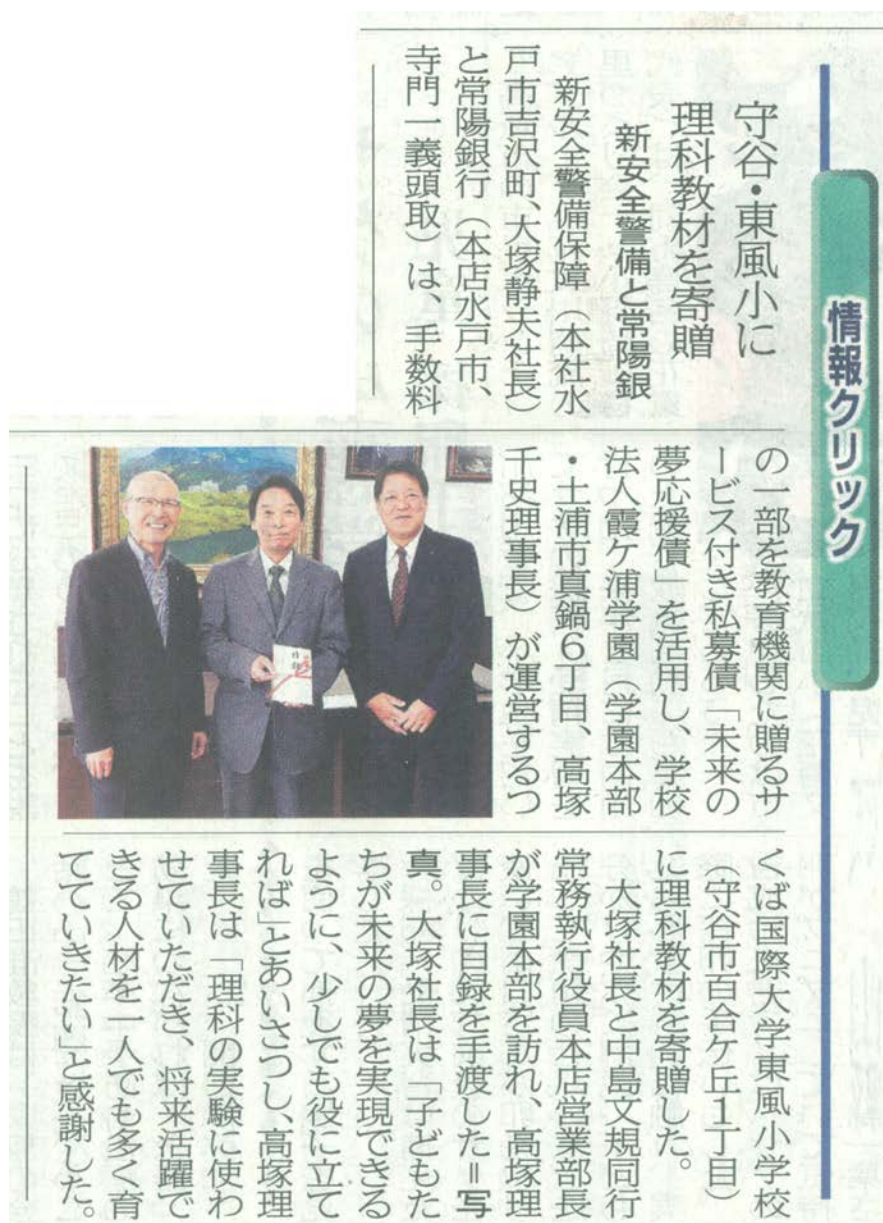 情報クリック
守谷・東風小に
理科教材を寄贈
新安全警備と常陽銀
新安全警備保障（本社水
戸市吉沢町、大塚静夫社長）
と常陽銀行（本店水戸市、
寺門一義頭取）は、手数料
の一部を教育機関に贈るサ
ービス付き私募債「未来の
夢応援債」を活用し、学校
法人霞ケ浦学園（学園本部
・土浦市真鍋6丁目、高塚
千史理事長）が運営するつ
くば国際大学東風小学校
（守谷市百合ケ丘1丁目）
に理科教材を寄贈した。
大塚社長と中島文規同行
常務執行役員本店営業部長
が学園本部を訪れ、高塚理
事長に目録を手渡した＝写
真。大塚社長は「子どもた
ちが未来の夢を実現できる
ように、少しでも役に立て
れば」とあいさつし、高塚理
事長は「理科の実験に使わ
せていただき、将来活躍で
きる人材を一人でも多く育
てていきたい」と感謝した。
目録